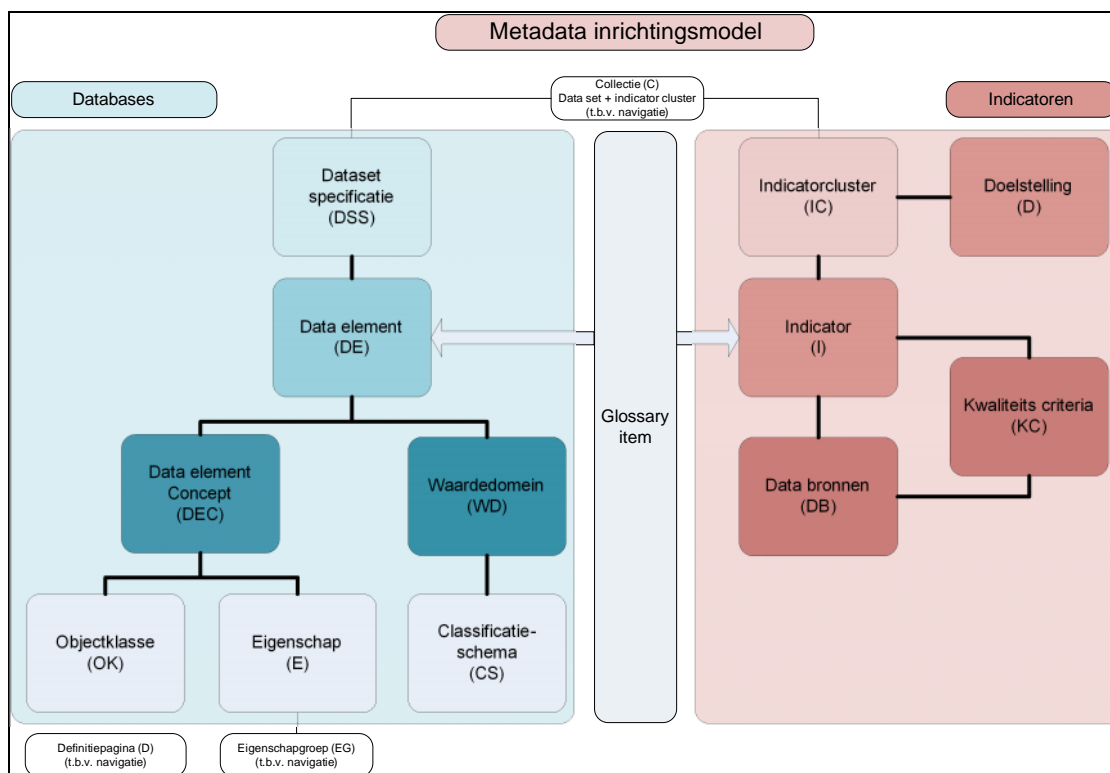 Metadata inrichtingsmodel
Collectie (C)
Data set + indicator cluster
(t.b.v. navigatie)
Databases
Indicatoren
Dataset
specificatie
(DSS)
Indicatorcluster
(IC)
Doelstelling
(D)
Data element
(DE)
Indicator
(I)
Glossary
item
Kwaliteits criteria
(KC)
Data element
Concept
(DEC)
Waardedomein
(WD)
Data bronnen
(DB)
Objectklasse
(OK)
Eigenschap
(E)
Classificatie-
schema
(CS)
Definitiepagina (D)
(t.b.v. navigatie)
Eigenschapgroep (EG)
(t.b.v. navigatie)